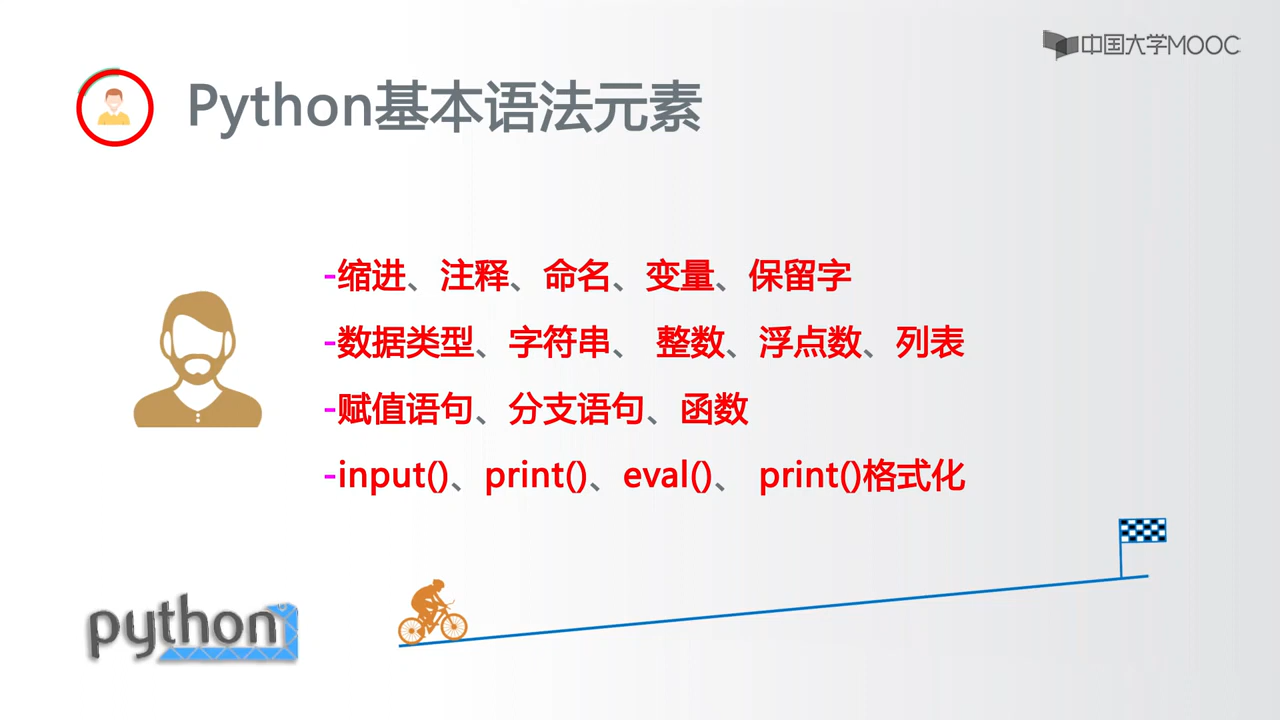 中国大学MOOC
Python基本语法元素
-缩进、注释、命名、变量、保留字
-数据类型、字符串、 整数、浮点数、列表
-赋值语句、分支语句、函数
-input()、print()、eval()、 print()格式化
python